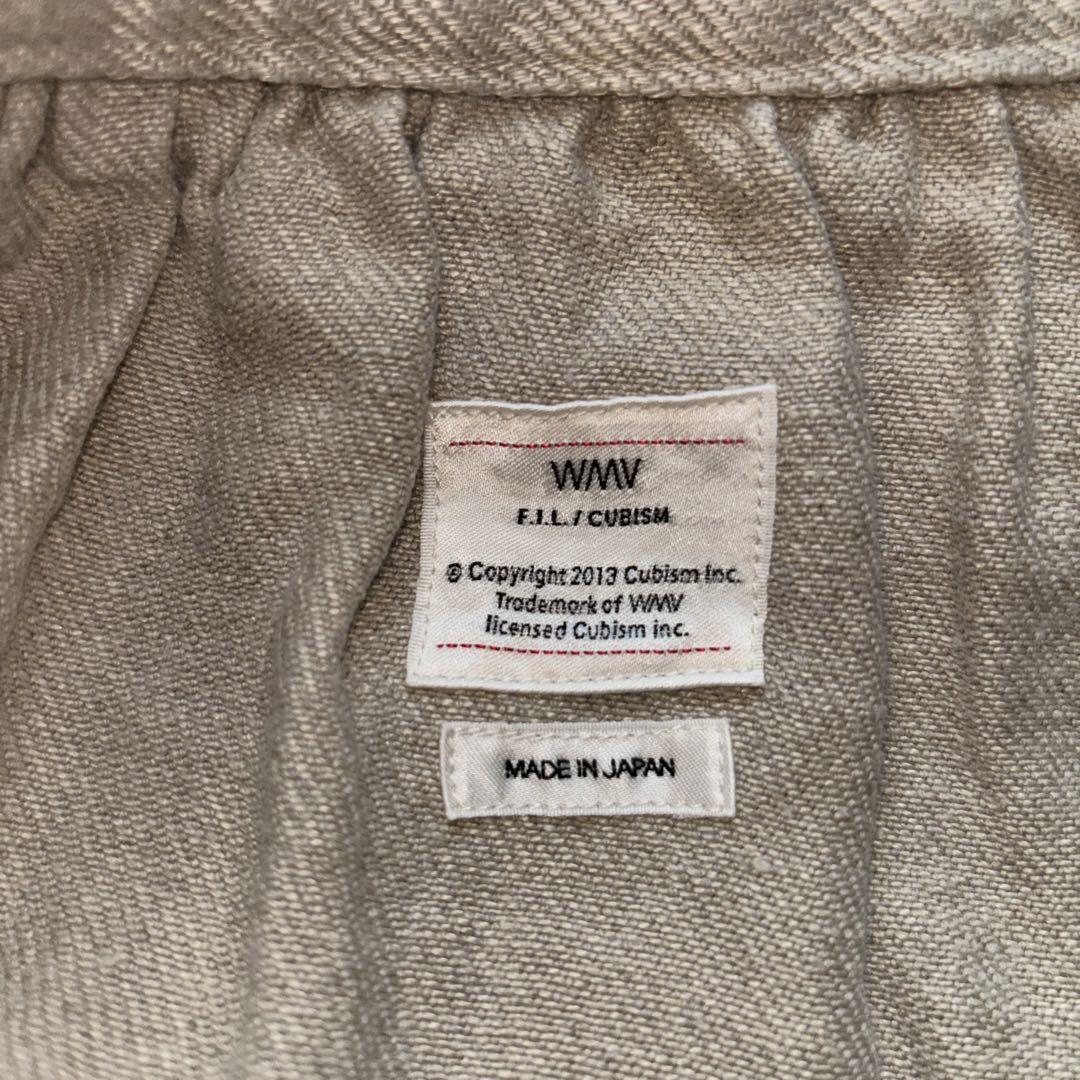 WMV
F.I.L. / CUBISM
© Copyright 2013 Cubism Inc.
Trademark of WMV
licensed Cubism inc.
MADE IN JAPAN